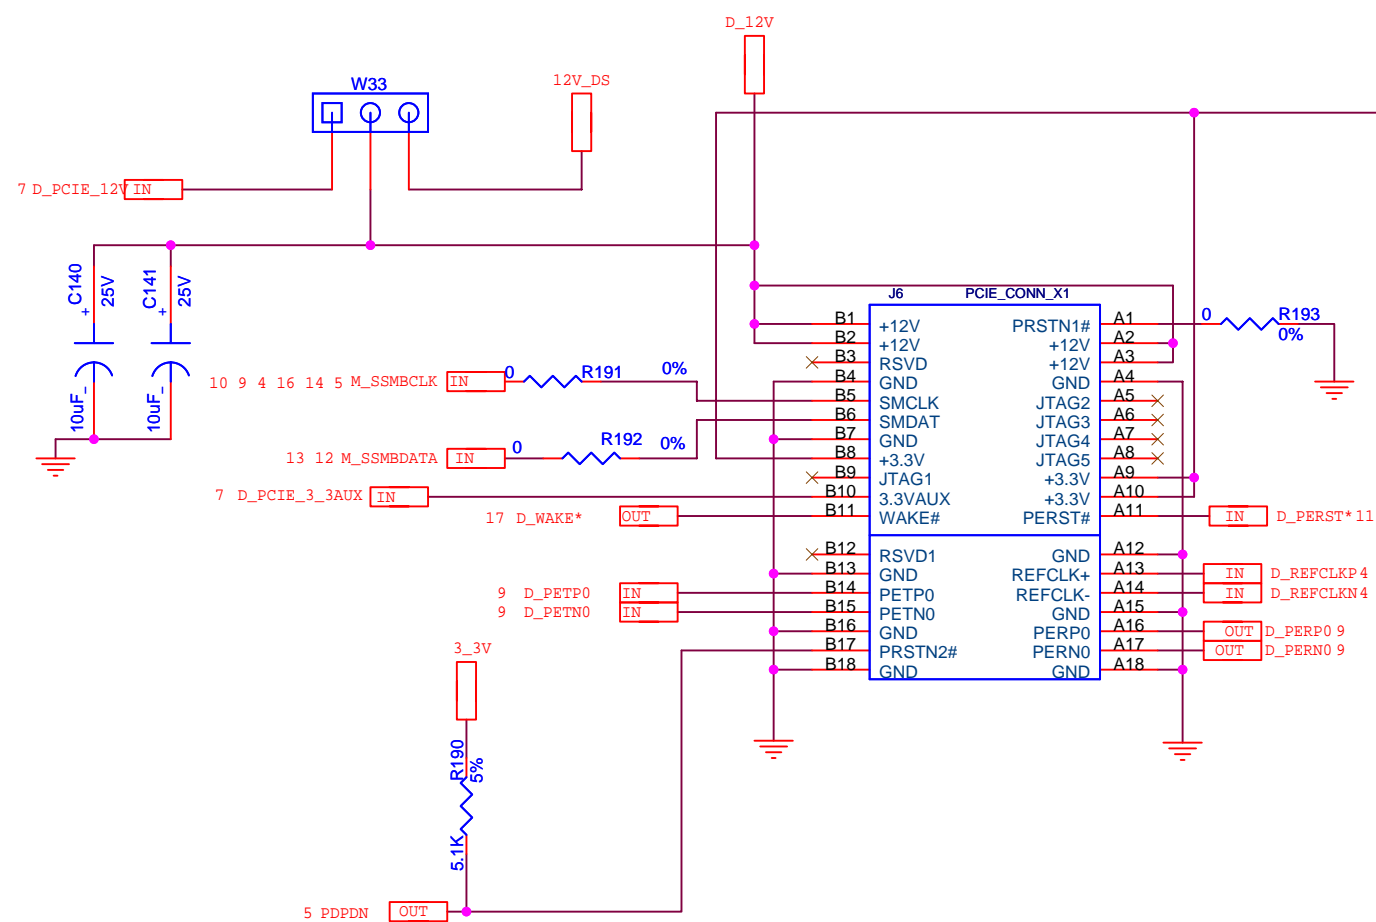 D_12V
W33
12V_DS
7 D_PCIE_12V IN
C140
25V
+
10uF
-
C141
25V
+
10uF
-
J6 PCIE_CONN_X1
B1 +12V
B2 +12V
B3 RSVD
B4 GND
B5 SMCLK
B6 SMDAT
B7 GND
B8 +3.3V
B9 JTAG1
B10 3.3VAUX
B11 WAKE#
B12 RSVD1
B13 GND
B14 PETP0
B15 PETN0
B16 GND
B17 PRSTN2#
B18 GND
PRSTN1# A1
+12V A2
+12V A3
GND A4
JTAG2 A5
JTAG3 A6
JTAG4 A7
JTAG5 A8
+3.3V A9
+3.3V A10
PERST# A11
GND A12
REFCLK+ A13
REFCLK- A14
GND A15
PERP0 A16
PERN0 A17
GND A18
0 R193
0%
10 9 4 16 14 5 M_SSMBCLK IN 0 R191 0%
13 12 M_SSMBDATA IN 0 R192 0%
7 D_PCIE_3_3AUX IN
17 D_WAKE* OUT
IN D_PERST* 11
9 D_PETP0 IN
9 D_PETN0 IN
IN D_REFCLKP 4
IN D_REFCLKN 4
OUT D_PERP0 9
OUT D_PERN0 9
3_3V
R190
5%
5.1K
5 PDPDN OUT